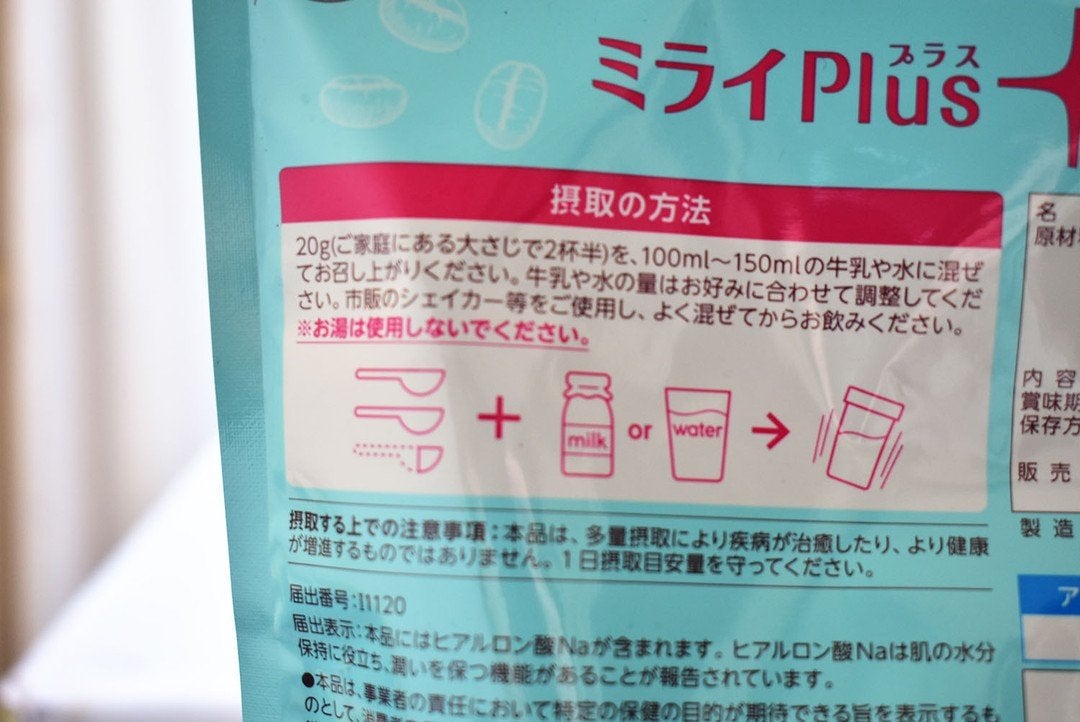 プラス
ミライPlus
摂取の方法
20g(ご家庭にある大さじで2杯半)を、100ml〜150mlの牛乳や水に混ぜ
てお召し上がりください。牛乳や水の量はお好みに合わせて調整してくだ
さい。市販のシェイカー等をご使用し、よく混ぜてからお飲みください。
※お湯は使用しないでください。
+ milk or water →
摂取する上での注意事項：本品は、多量摂取により疾病が治癒したり、より健康
が増進するものではありません。1日摂取目安量を守ってください。
届出番号：I1120
届出表示：本品にはヒアルロン酸Naが含まれます。ヒアルロン酸Naは肌の水分
保持に役立ち、潤いを保つ機能があることが報告されています。
●本品は、事業者の責任において特定の保健の目的が期待できる旨を表示するも
のとして、消費者
名
原材
内容
賞味期
保存方
販売
製造
ア